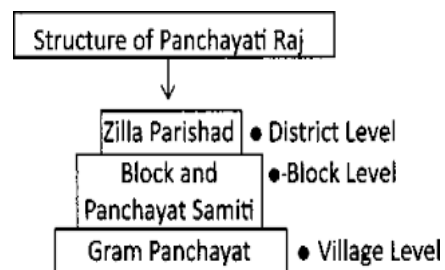 Structure of Panchayati Raj
Zilla Parishad ● District Level
Block and ●-Block Level
Panchayat Samiti
Gram Panchayat ● Village Level